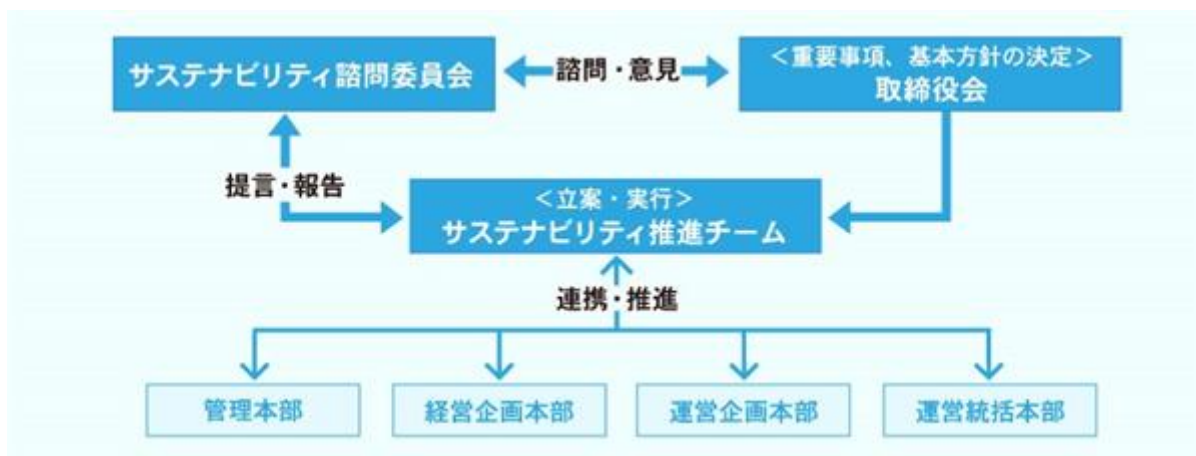 サステナビリティ諮問委員会
諮問・意見
＜重要事項、基本方針の決定＞
取締役会
提言・報告
＜立案・実行＞
サステナビリティ推進チーム
連携・推進
管理本部
経営企画本部
運営企画本部
運営統括本部